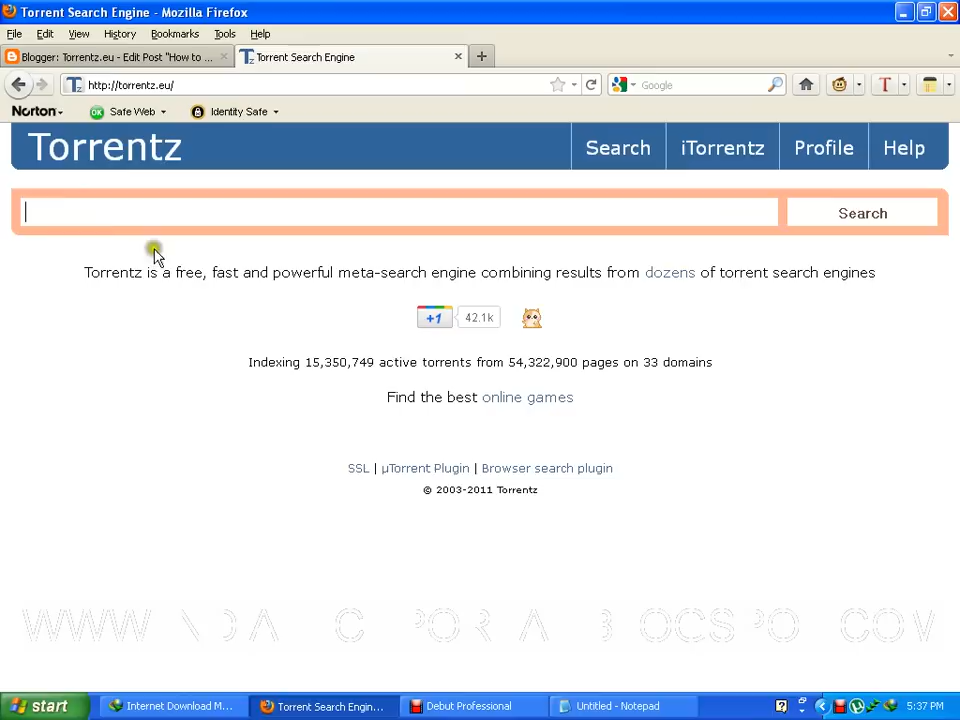 Torrent Search Engine - Mozilla Firefox
File Edit View History Bookmarks Tools Help
Blogger: Torrentz.eu - Edit Post "How to ... Torrent Search Engine
http://torrentz.eu/ Google
Norton Safe Web Identity Safe
Torrentz Search iTorrentz Profile Help
Search
Torrentz is a free, fast and powerful meta-search engine combining results from dozens of torrent search engines
+1 42.1k
Indexing 15,350,749 active torrents from 54,322,900 pages on 33 domains
Find the best online games
SSL | µTorrent Plugin | Browser search plugin
© 2003-2011 Torrentz
start Internet Download M... Torrent Search Engin... Debut Professional Untitled - Notepad 5:37 PM